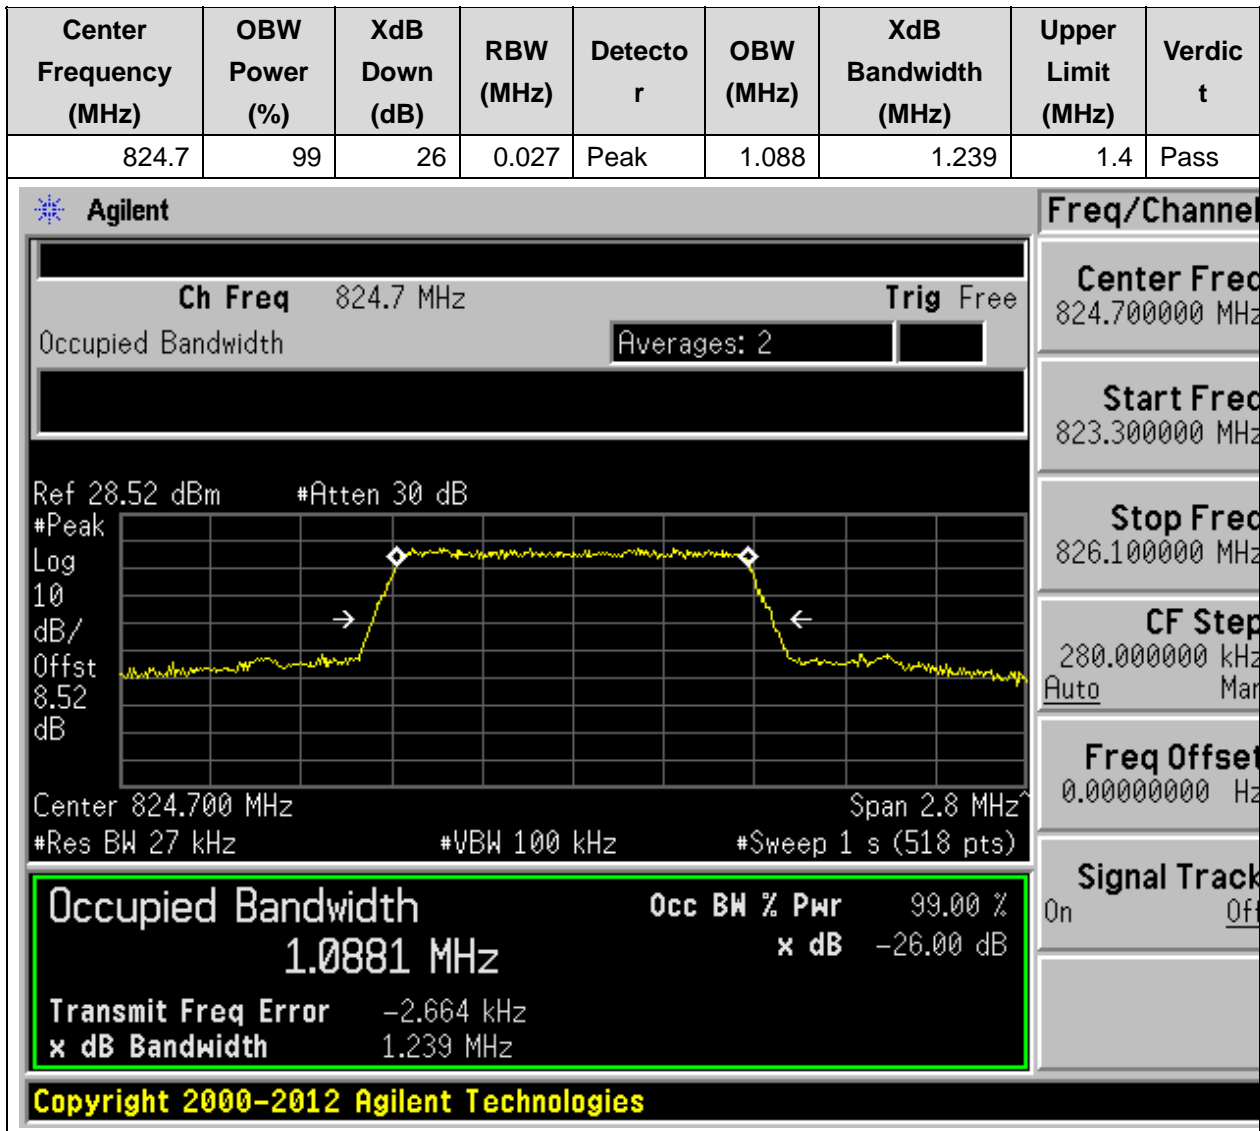 Center Frequency (MHz) OBW Power (%) XdB Down (dB) RBW (MHz) Detecto r OBW (MHz) XdB Bandwidth (MHz) Upper Limit (MHz) Verdic t
824.7 99 26 0.027 Peak 1.088 1.239 1.4 Pass
Agilent
Freq/Channel
Ch Freq 824.7 MHz Trig Free
Occupied Bandwidth Averages: 2
Ref 28.52 dBm #Atten 30 dB
#Peak
Log
10
dB/
Offst
8.52
dB
Center 824.700 MHz Span 2.8 MHz^
#Res BW 27 kHz #VBW 100 kHz #Sweep 1 s (518 pts)
Occupied Bandwidth Occ BW % Pwr 99.00 %
1.0881 MHz x dB -26.00 dB
Transmit Freq Error -2.664 kHz
x dB Bandwidth 1.239 MHz
Center Freq
824.700000 MHz
Start Freq
823.300000 MHz
Stop Freq
826.100000 MHz
CF Step
280.000000 kHz
Auto Man
Freq Offset
0.00000000 Hz
Signal Track
On Off
Copyright 2000-2012 Agilent Technologies